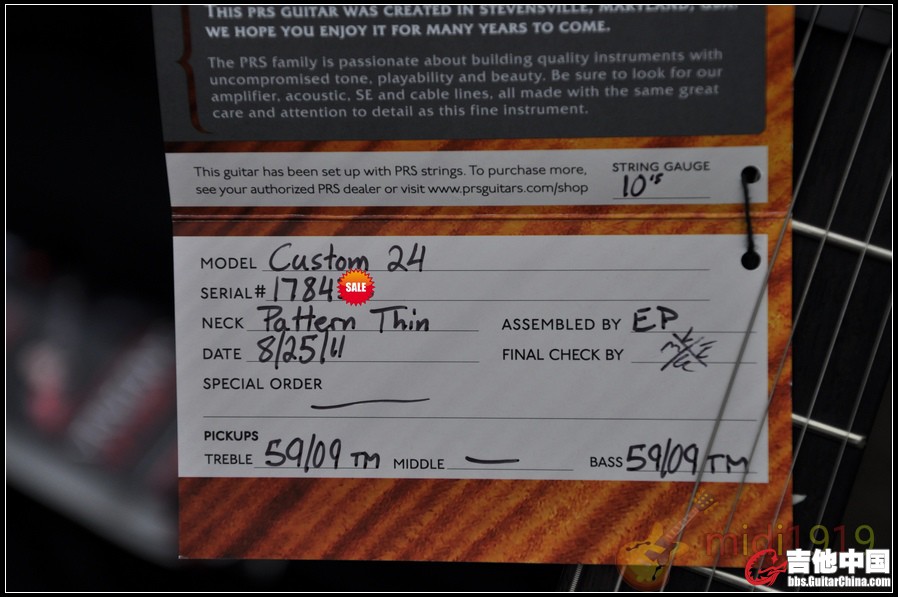 THIS PRS GUITAR WAS CREATED IN STEVENSVILLE, MARYLAND, USA.
WE HOPE YOU ENJOY IT FOR MANY YEARS TO COME.
The PRS family is passionate about building quality instruments with
uncompromised tone, playability and beauty. Be sure to look for our
amplifier, acoustic, SE and cable lines, all made with the same great
care and attention to detail as this fine instrument.
This guitar has been set up with PRS strings. To purchase more,
see your authorized PRS dealer or visit www.prsguitars.com/shop
STRING GAUGE
10's
MODEL Custom 24
SERIAL# 1784
SALE
NECK Pattern Thin
ASSEMBLED BY EP
DATE 8/25/11
FINAL CHECK BY
SPECIAL ORDER
PICKUPS
TREBLE 59/09 TM MIDDLE — BASS 59/09 TM
midi1919
吉他中国
bbs.GuitarChina.com